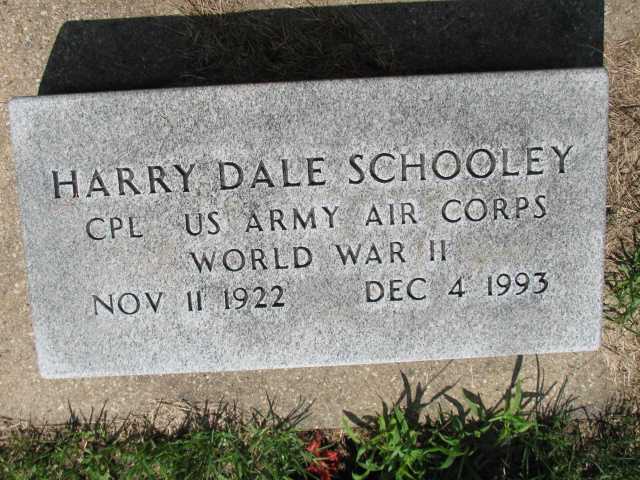 HARRY DALE SCHOOLEY
CPL US ARMY AIR CORPS
WORLD WAR II
NOV 11 1922 DEC 4 1993